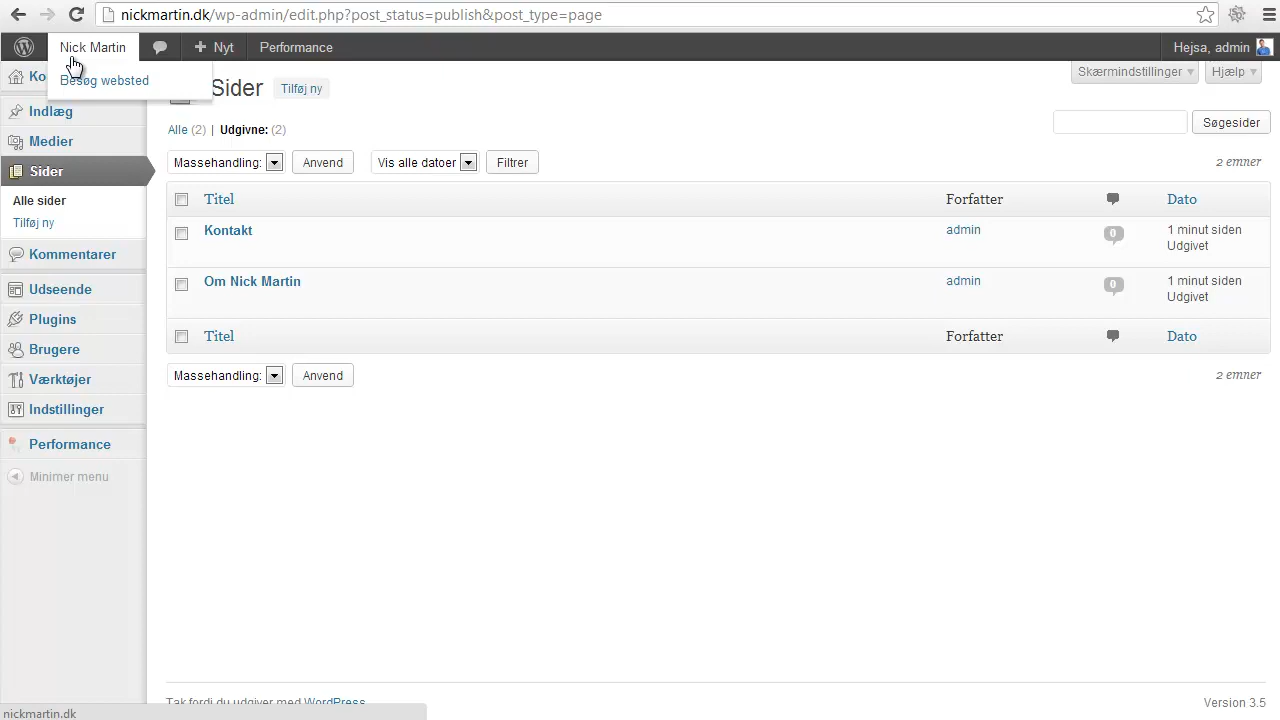 nickmartin.dk/wp-admin/edit.php?post_status=publish&post_type=page
Nick Martin
Nyt
Performance
Hejsa, admin
Besøg websted
Skærmindstillinger
Hjælp
Sider
Tilføj ny
Ko
Indlæg
Medier
Sider
Alle sider
Tilføj ny
Kommentarer
Udseende
Plugins
Brugere
Værktøjer
Indstillinger
Performance
Minimer menu
Alle (2) | Udgivne: (2)
Søgesider
Massehandling: Anvend Vis alle datoer Filtrer 2 emner
Titel Forfatter Dato
Kontakt admin 0 1 minut siden
Udgivet
Om Nick Martin admin 0 1 minut siden
Udgivet
Titel Forfatter Dato
Massehandling: Anvend 2 emner
Tak fordi du udgiver med WordPress Version 3.5
nickmartin.dk